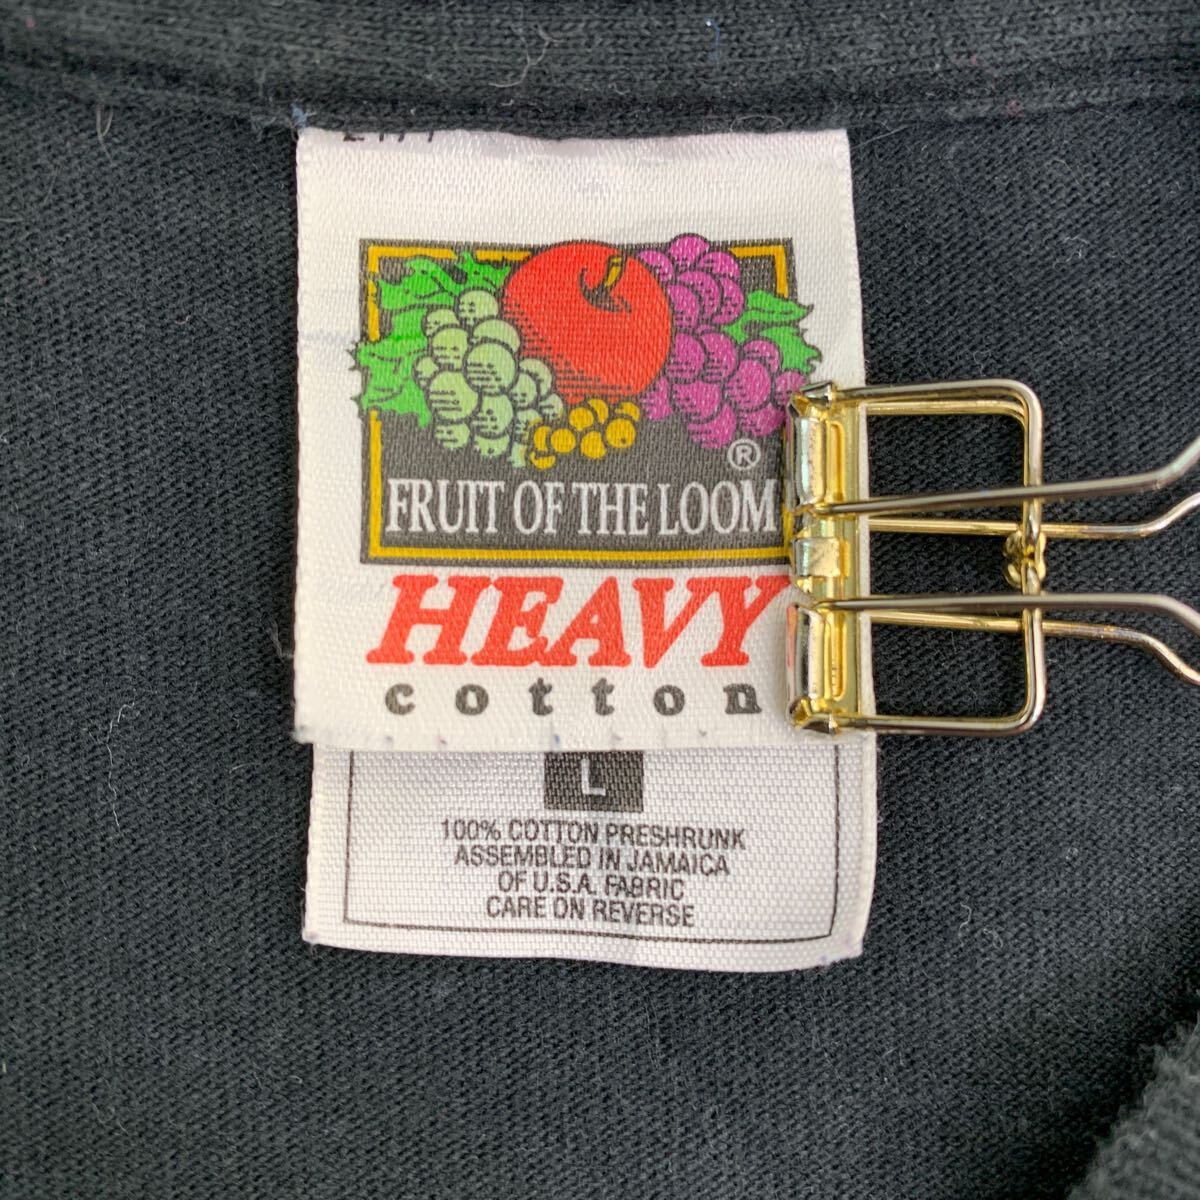 ®
FRUIT OF THE LOOM
HEAVY
cotton
L
100% COTTON PRESHRUNK
ASSEMBLED IN JAMAICA
OF U.S.A. FABRIC
CARE ON REVERSE